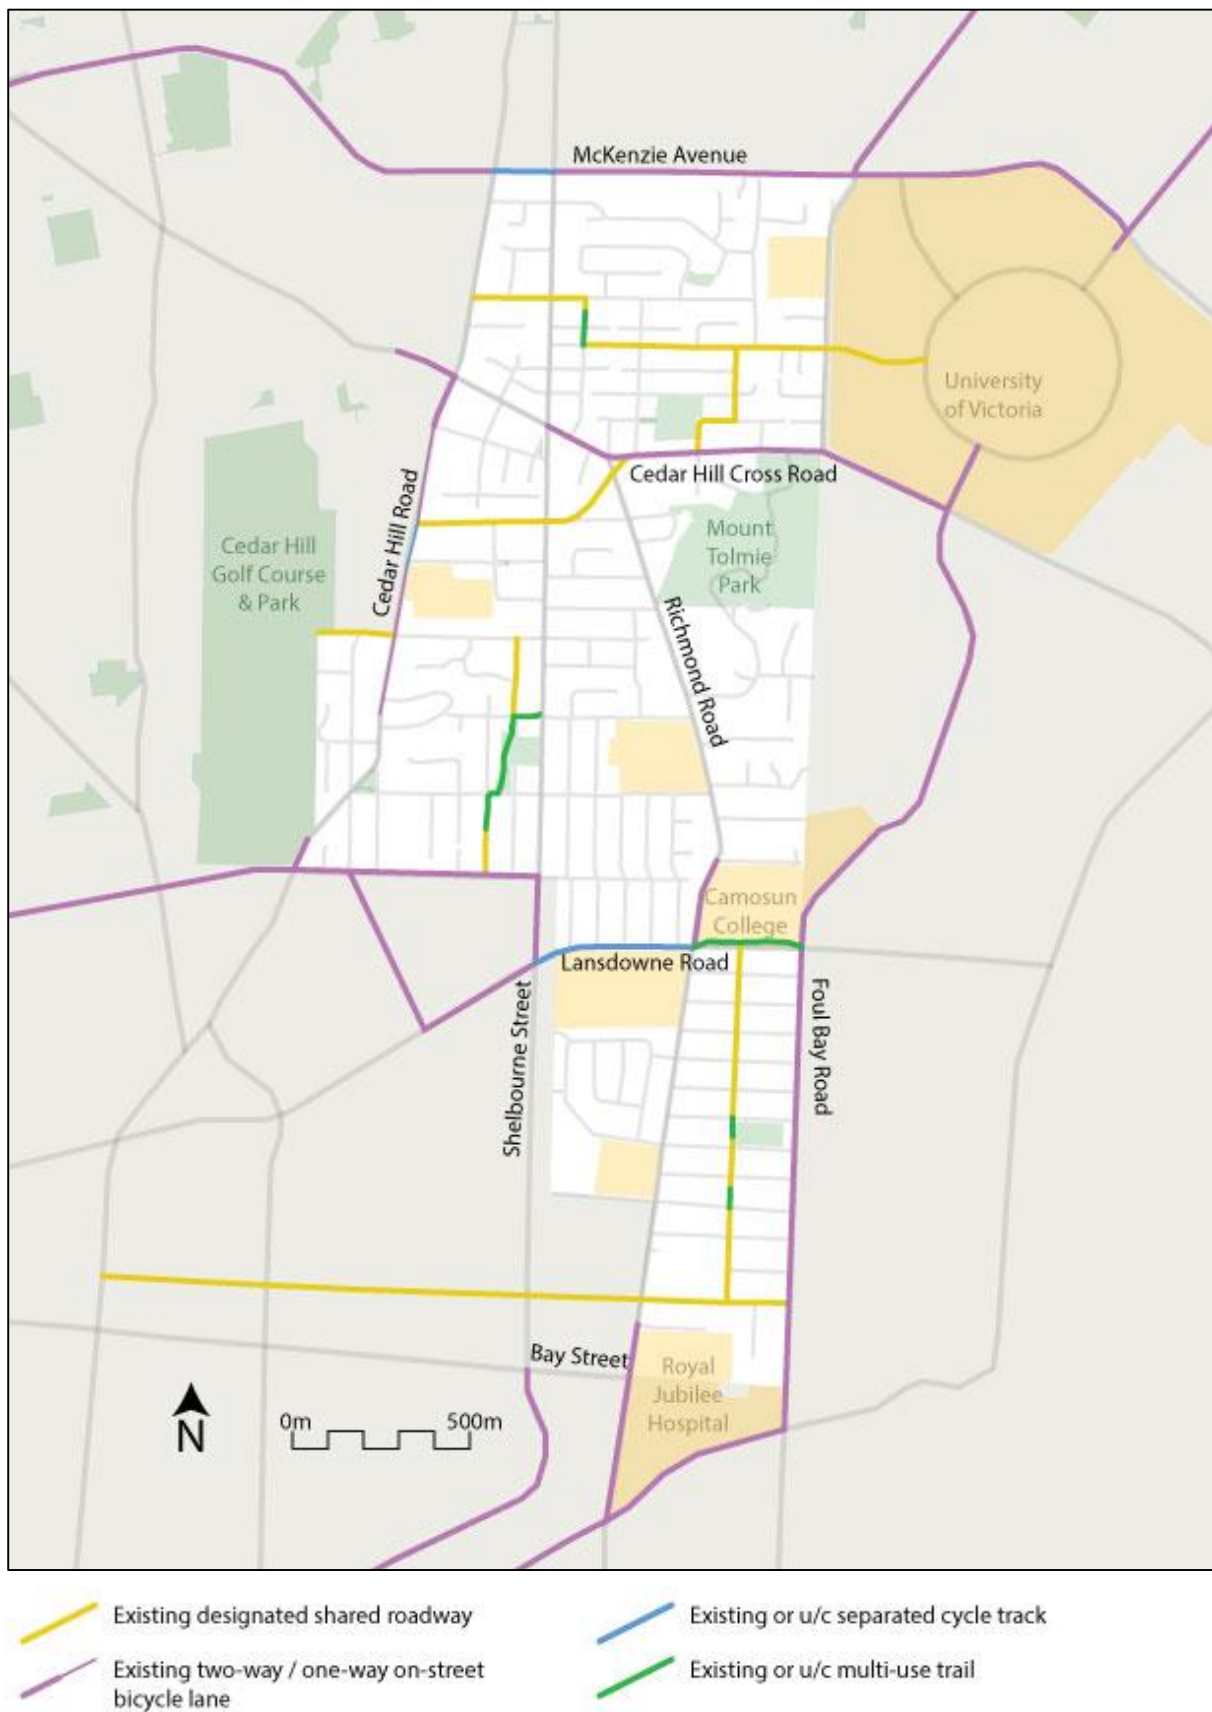 McKenzie Avenue
University
of Victoria
Cedar Hill Cross Road
Cedar Hill Road
Cedar Hill
Golf Course
& Park
Mount
Tolmie
Park
Richmond Road
Camosun
College
Lansdowne Road
Shelbourne Street
Foul Bay Road
Bay Street
Royal
Jubilee
Hospital
N
0m 500m
Existing designated shared roadway
Existing or u/c separated cycle track
Existing two-way / one-way on-street
bicycle lane
Existing or u/c multi-use trail